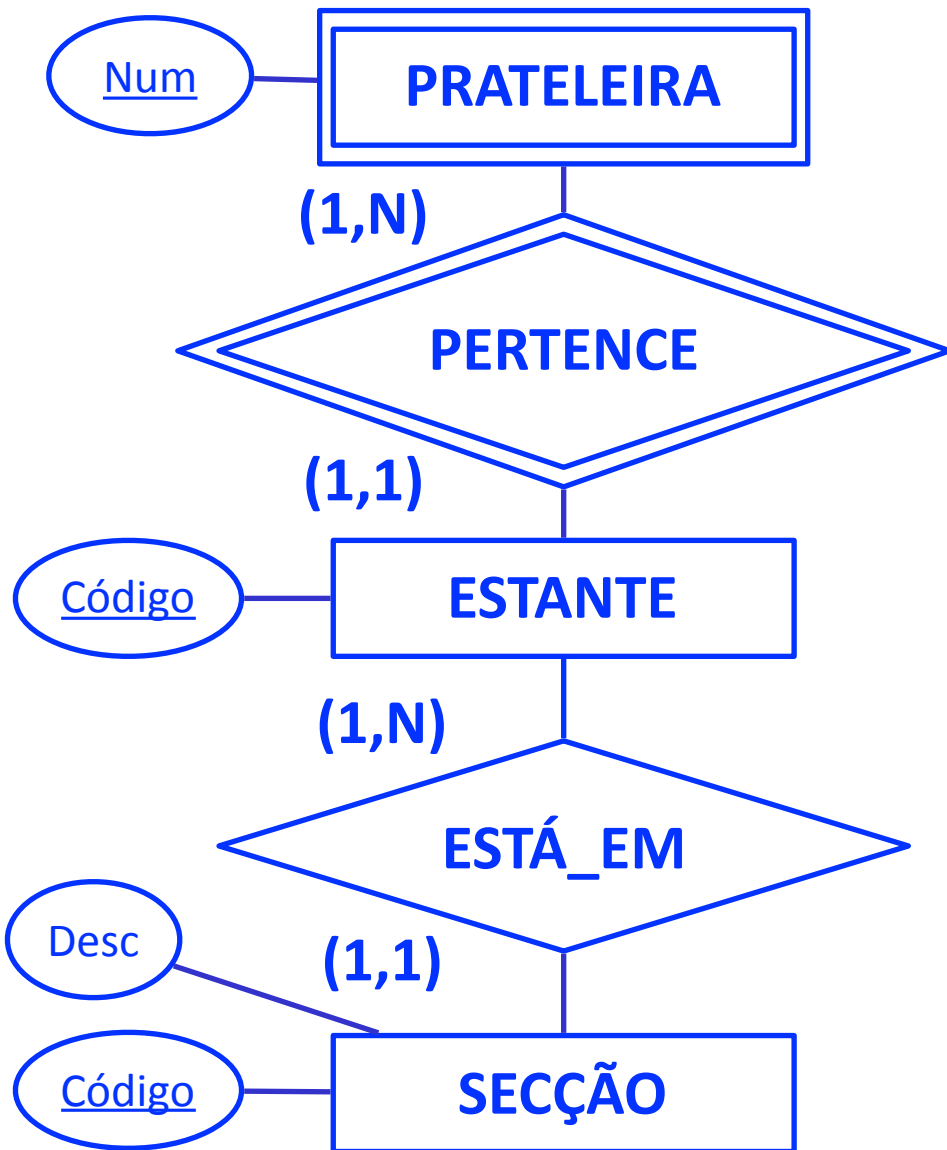 Num
PRATELEIRA
(1,N)
PERTENCE
(1,1)
Código
ESTANTE
(1,N)
ESTÁ_EM
Desc
(1,1)
Código
SECÇÃO